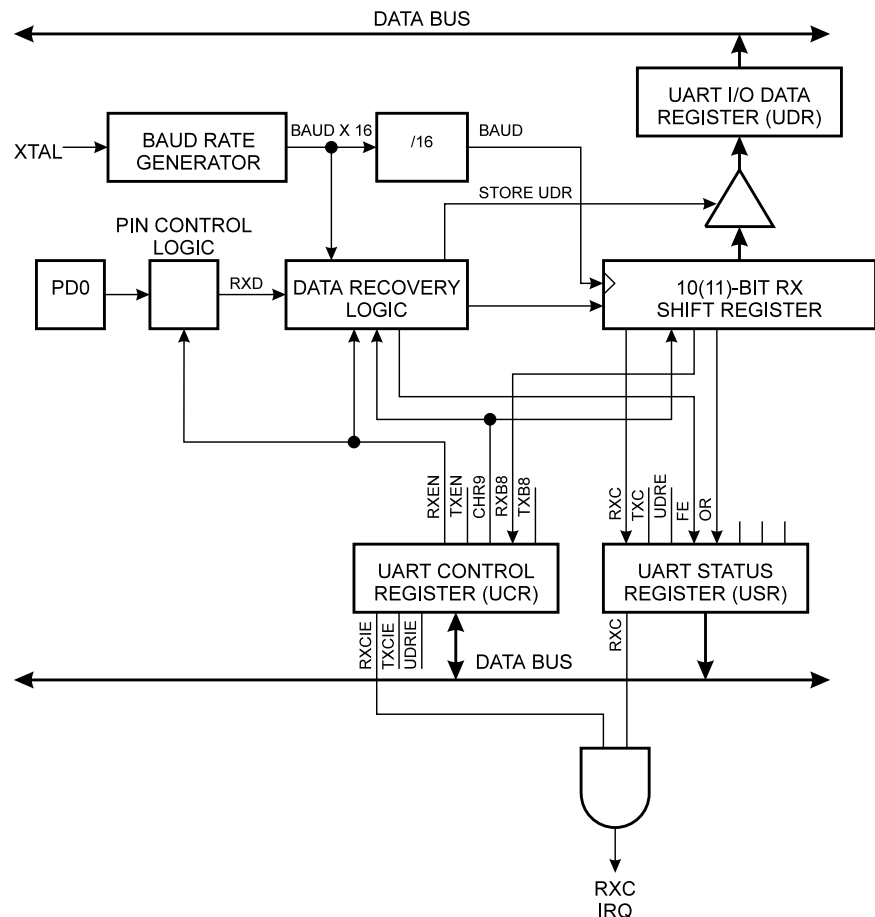 DATA BUS
UART I/O DATA
REGISTER (UDR)
XTAL
BAUD RATE
GENERATOR
BAUD X 16
/16
BAUD
STORE UDR
PIN CONTROL
LOGIC
PD0
RXD
DATA RECOVERY
LOGIC
10(11)-BIT RX
SHIFT REGISTER
RXEN
TXEN
CHR9
RXB8
TXB8
RXC
TXC
UDRE
FE
OR
UART CONTROL
REGISTER (UCR)
UART STATUS
REGISTER (USR)
RXCIE
TXCIE
UDRIE
RXC
DATA BUS
RXC
IRQ